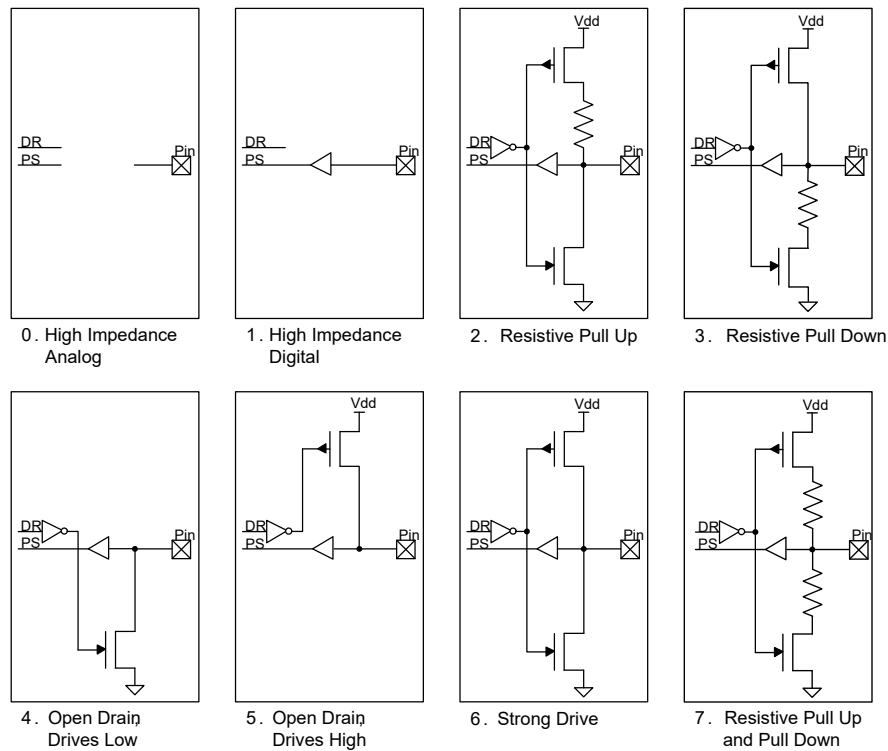 DR
PS
Pin
DR
PS
Pin
Vdd
DR
PS
Pin
Vdd
DR
PS
Pin
0. High Impedance
Analog
1. High Impedance
Digital
2. Resistive Pull Up
3. Resistive Pull Down
DR
PS
Pin
Vdd
DR
PS
Pin
Vdd
DR
PS
Pin
Vdd
DR
PS
Pin
4. Open Drain,
Drives Low
5. Open Drain,
Drives High
6. Strong Drive
7. Resistive Pull Up
and Pull Down